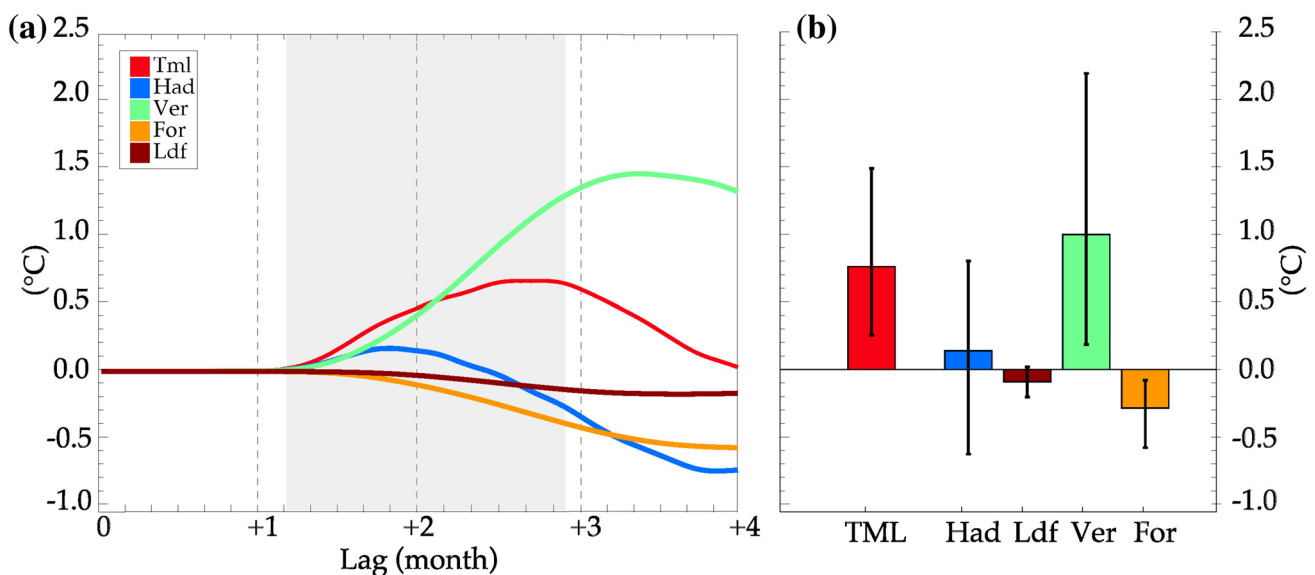 (a)
2.5
2.0
1.5
1.0
0.5
0.0
-0.5
-1.0
(°C)
Tml
Had
Ver
For
Ldf
0 +1 +2 +3 +4
Lag (month)
(b)
2.5
2.0
1.5
1.0
0.5
0.0
-0.5
-1.0
(°C)
TML Had Ldf Ver For